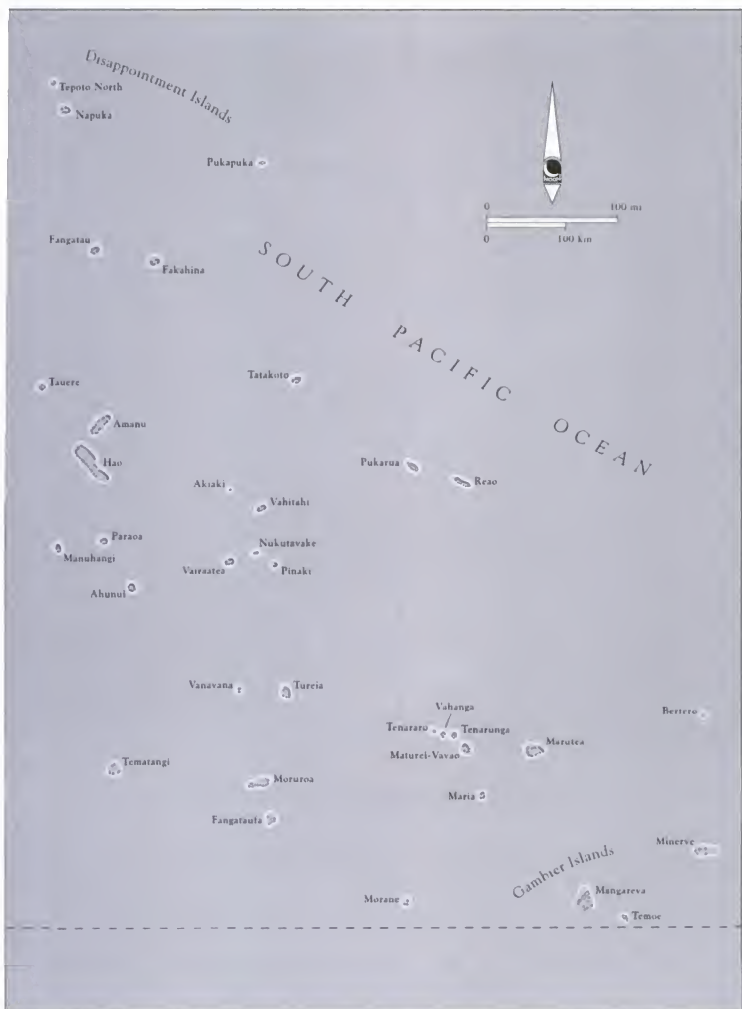 Disappointment Islands
Tepoto North
Napuka
Pukapuka
0 100 mi
0 100 km
Fangatau
Fakahina
SOUTH PACIFIC OCEAN
Tauere
Tatakoto
Amanu
Hao
Pukarua
Reao
Akiaki
Vahitahi
Paraoa
Manuhangi
Nukutavake
Vairaatea
Pinaki
Ahunui
Vanavana
Tureia
Vahanga
Tenararo
Tenarunga
Bertero
Maturei-Vavao
Marutea
Tematangi
Moruroa
Maria
Fangataufa
Minerve
Gambier Islands
Morane
Mangareva
Temoe